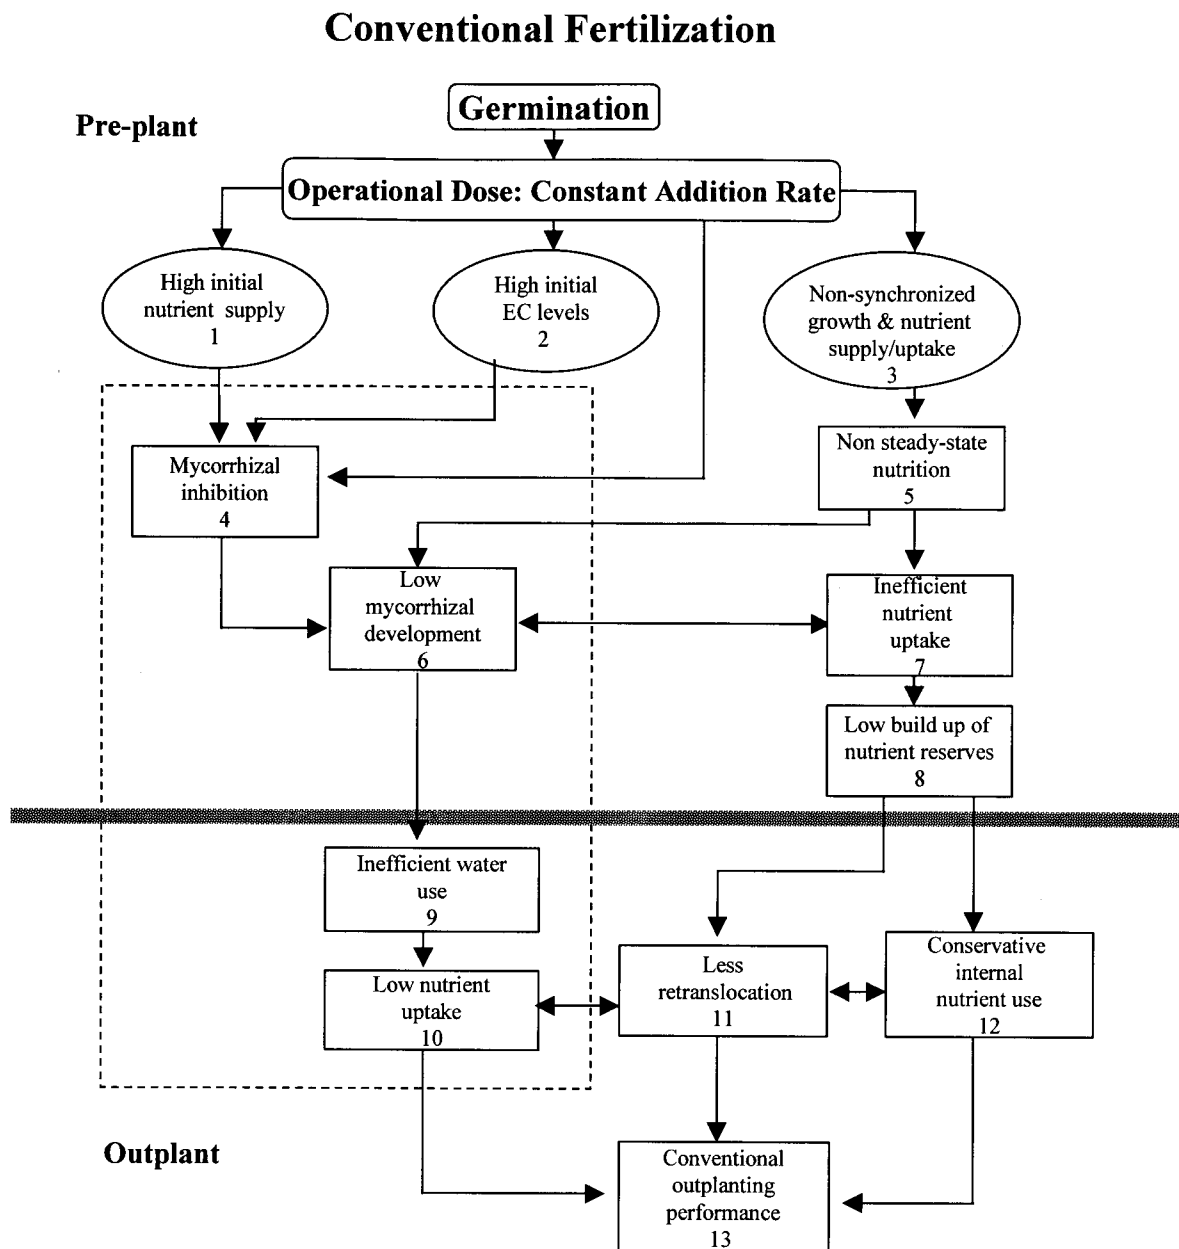 Conventional Fertilization
Pre-plant
Germination
Operational Dose: Constant Addition Rate
High initial
nutrient supply
1
High initial
EC levels
2
Non-synchronized
growth & nutrient
supply/uptake
3
Mycorrhizal
inhibition
4
Non steady-state
nutrition
5
Low
mycorrhizal
development
6
Inefficient
nutrient
uptake
7
Low build up of
nutrient reserves
8
Inefficient water
use
9
Low nutrient
uptake
10
Less
retranslocation
11
Conservative
internal
nutrient use
12
Outplant
Conventional
outplanting
performance
13